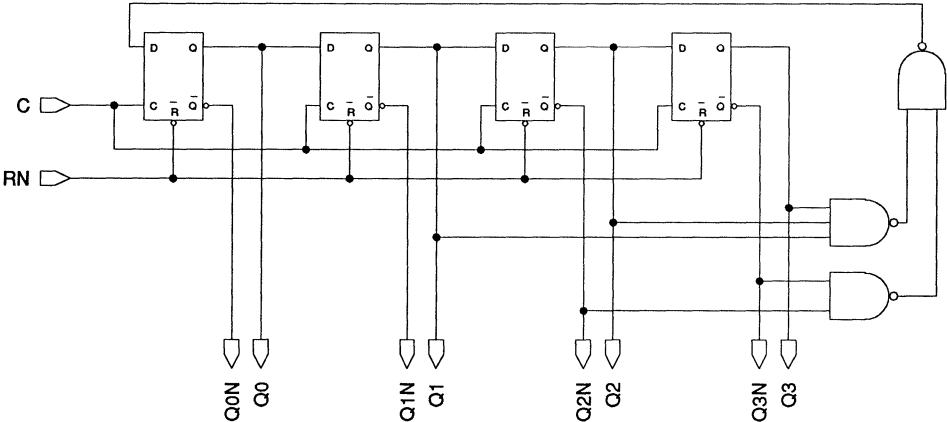 D Q D Q D Q D Q
C C R̅ Q̅ C R̅ Q̅ C R̅ Q̅ C R̅ Q̅
RN
Q0N Q0 Q1N Q1 Q2N Q2 Q3N Q3